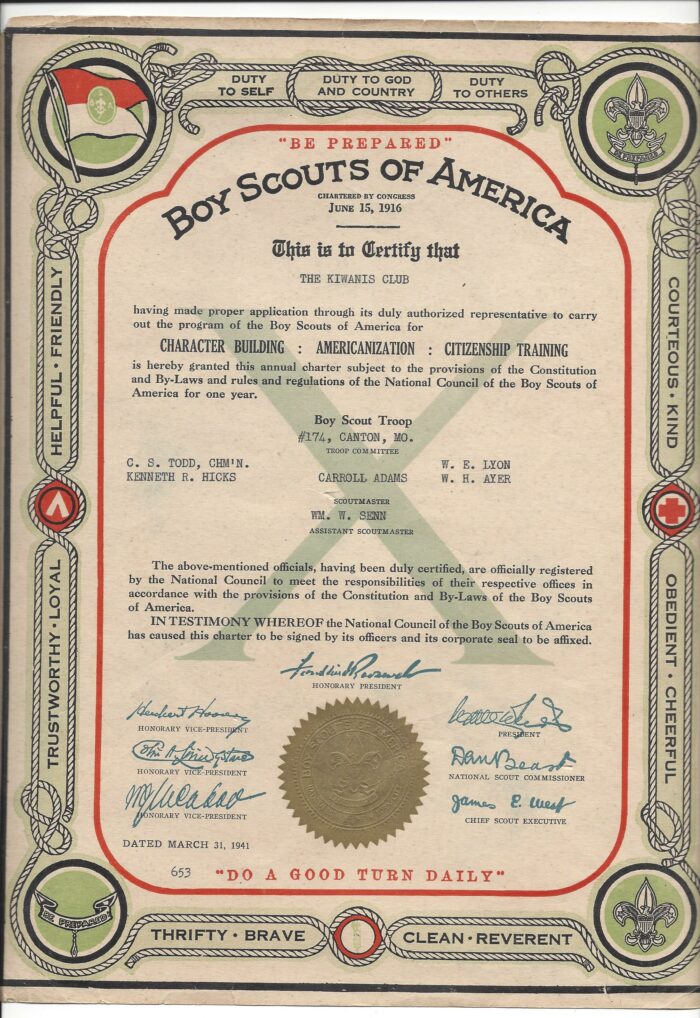 DUTY
TO SELF
DUTY TO GOD
AND COUNTRY
DUTY
TO OTHERS
BE PREPARED
"BE PREPARED"
BOY SCOUTS OF AMERICA
CHARTERED BY CONGRESS
JUNE 15, 1916
This is to Certify that
THE KIWANIS CLUB
having made proper application through its duly authorized representative to carry
out the program of the Boy Scouts of America for
CHARACTER BUILDING : AMERICANIZATION : CITIZENSHIP TRAINING
is hereby granted this annual charter subject to the provisions of the Constitution
and By-Laws and rules and regulations of the National Council of the Boy Scouts of
America for one year.
Boy Scout Troop
#174, CANTON, MO.
TROOP COMMITTEE
C. S. TODD, CHM'N. W. E. LYON
KENNETH R. HICKS CARROLL ADAMS W. H. AYER
SCOUTMASTER
WM. W. SENN
ASSISTANT SCOUTMASTER
The above-mentioned officials, having been duly certified, are officially registered
by the National Council to meet the responsibilities of their respective offices in
accordance with the provisions of the Constitution and By-Laws of the Boy Scouts
of America.
IN TESTIMONY WHEREOF the National Council of the Boy Scouts of America
has caused this charter to be signed by its officers and its corporate seal to be affixed.
Franklin D Roosevelt
HONORARY PRESIDENT
Herbert Hoover
HONORARY VICE-PRESIDENT
HONORARY VICE-PRESIDENT
HONORARY VICE-PRESIDENT
PRESIDENT
Dan Beard
NATIONAL SCOUT COMMISSIONER
James E. West
CHIEF SCOUT EXECUTIVE
DATED MARCH 31, 1941
653
"DO A GOOD TURN DAILY"
HELPFUL · FRIENDLY
TRUSTWORTHY · LOYAL
COURTEOUS · KIND
OBEDIENT · CHEERFUL
BE PREPARED
THRIFTY · BRAVE
CLEAN · REVERENT
X